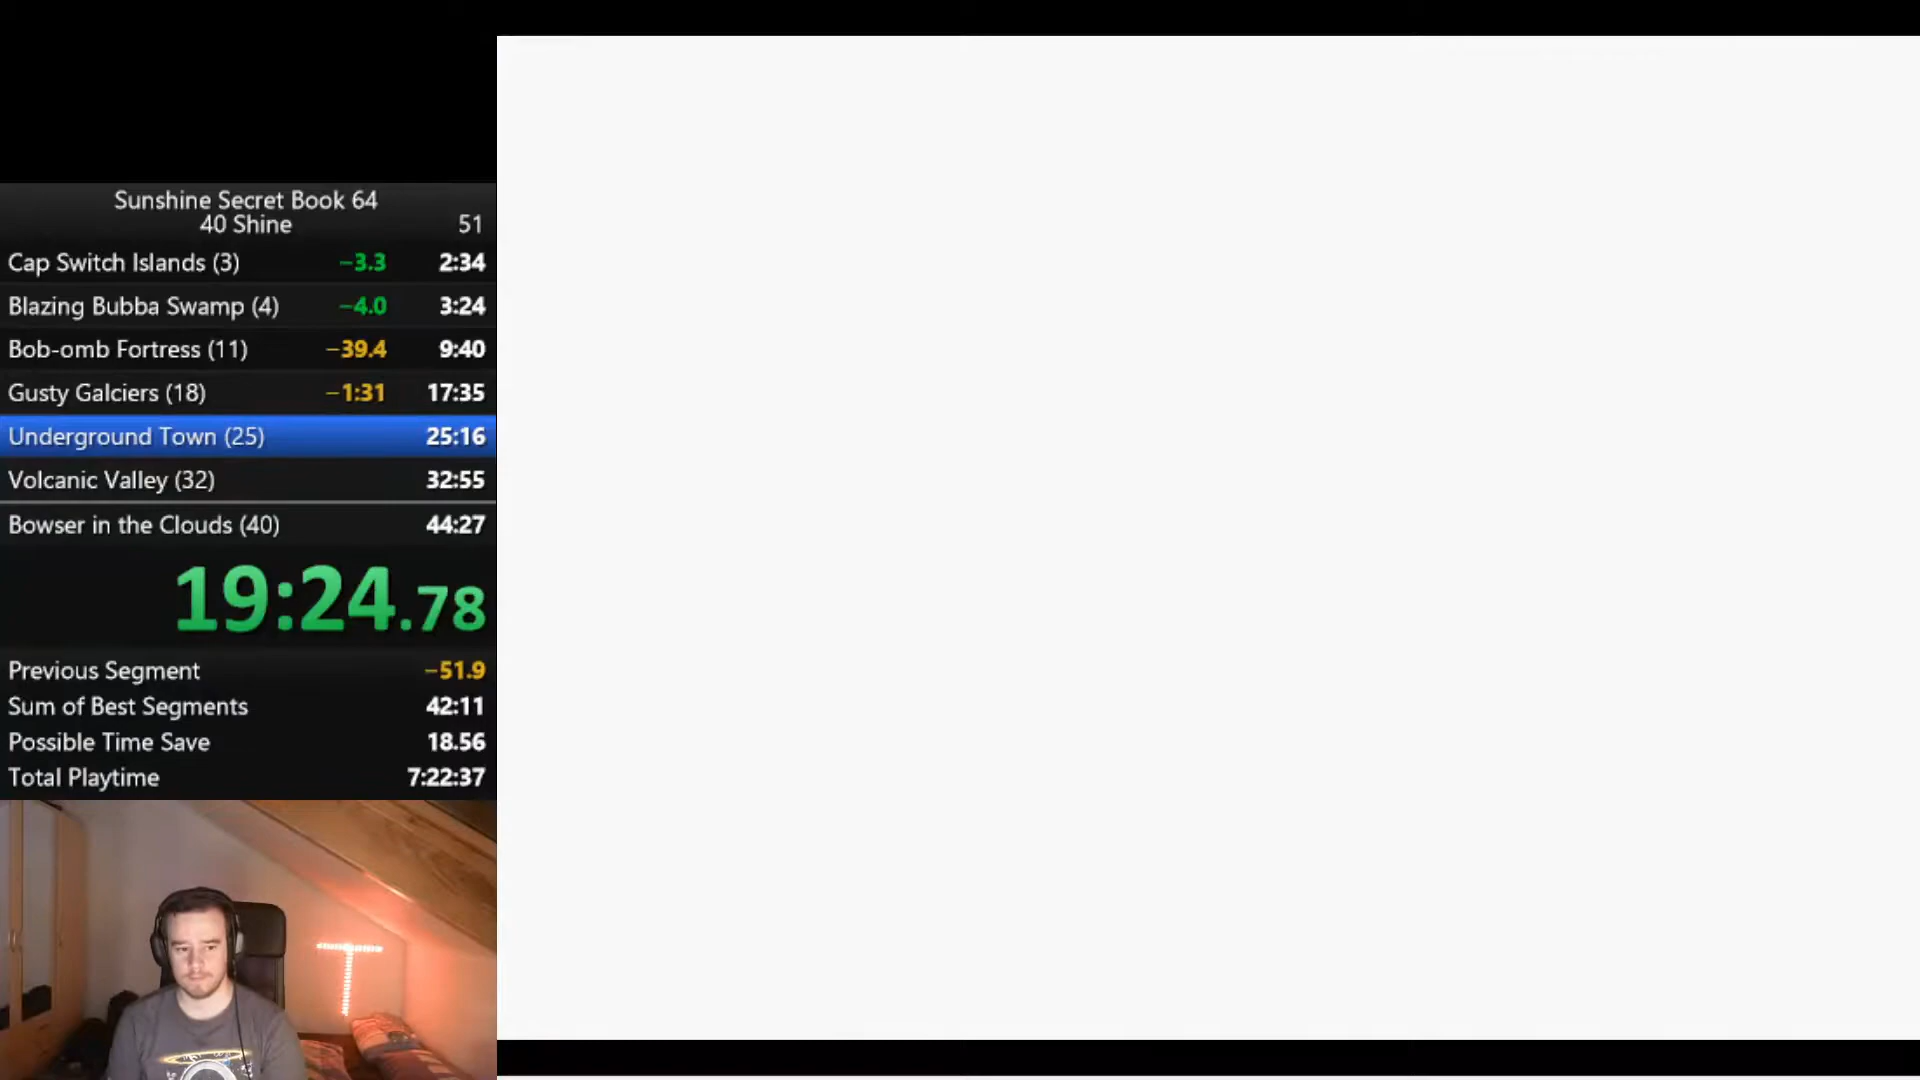 Sunshine Secret Book 64
40 Shine 51
Cap Switch Islands (3) −3.3 2:34
Blazing Bubba Swamp (4) −4.0 3:24
Bob-omb Fortress (11) −39.4 9:40
Gusty Galciers (18) −1:31 17:35
Underground Town (25) 25:16
Volcanic Valley (32) 32:55
Bowser in the Clouds (40) 44:27
19:24.78
Previous Segment −51.9
Sum of Best Segments 42:11
Possible Time Save 18.56
Total Playtime 7:22:37